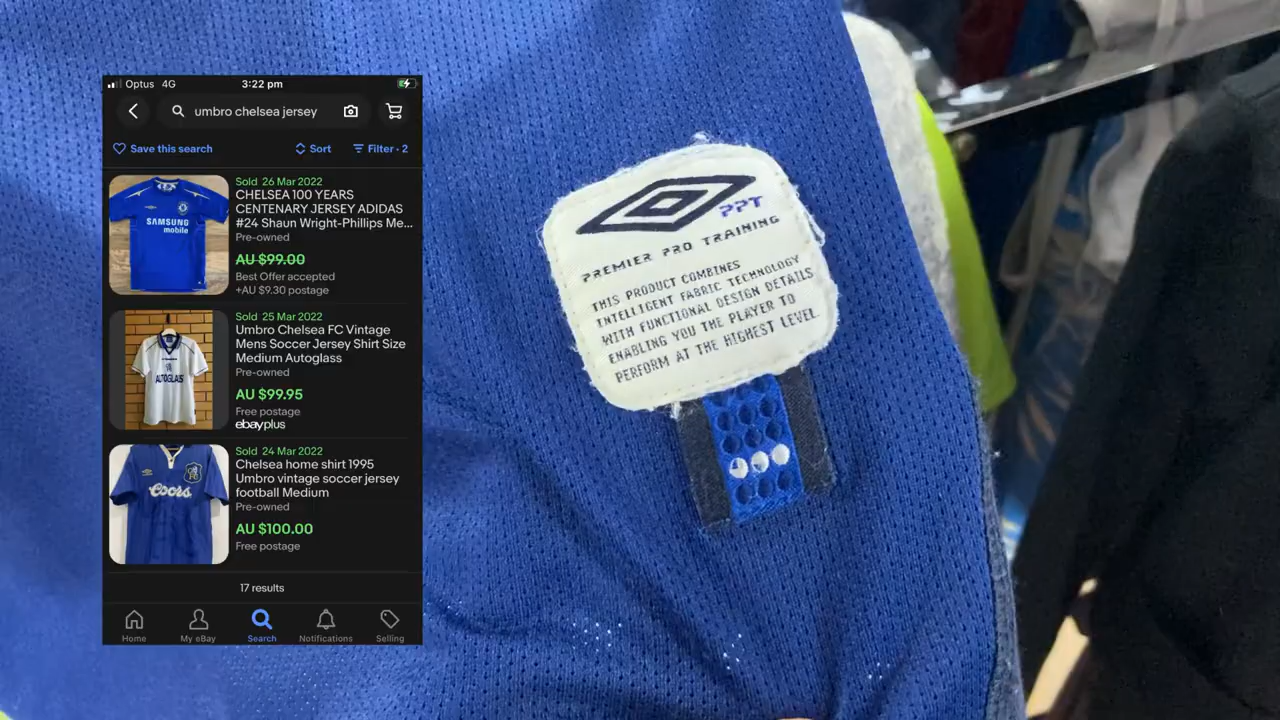 Optus 4G 3:22 pm
umbro chelsea jersey
Save this search Sort Filter · 2
Sold 26 Mar 2022
CHELSEA 100 YEARS
CENTENARY JERSEY ADIDAS
#24 Shaun Wright-Phillips Me...
Pre-owned
AU $99.00
Best Offer accepted
+AU $9.30 postage
SAMSUNG
mobile
Sold 25 Mar 2022
Umbro Chelsea FC Vintage
Mens Soccer Jersey Shirt Size
Medium Autoglass
Pre-owned
AU $99.95
Free postage
ebayplus
AUTOGLASS
Sold 24 Mar 2022
Chelsea home shirt 1995
Umbro vintage soccer jersey
football Medium
Pre-owned
AU $100.00
Free postage
Coors
17 results
Home My eBay Search Notifications Selling
PPT
PREMIER PRO TRAINING
THIS PRODUCT COMBINES
INTELLIGENT FABRIC TECHNOLOGY
WITH FUNCTIONAL DESIGN DETAILS
ENABLING YOU THE PLAYER TO
PERFORM AT THE HIGHEST LEVEL.